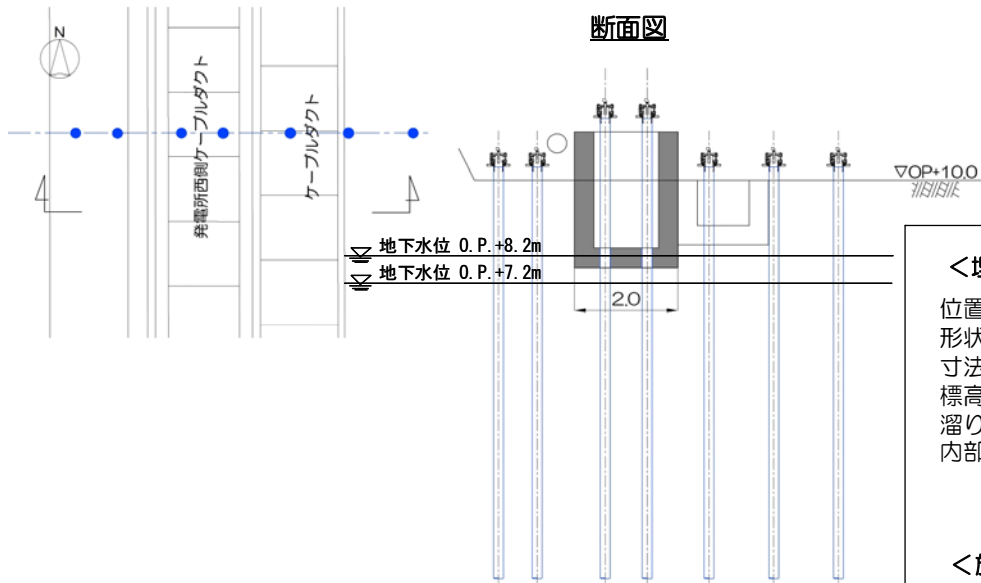 断面図
N
発電所西側ケーブルダクト
ケーブルダクト
▽OP+10.0
地下水位 O.P.+8.2m
地下水位 O.P.+7.2m
2.0
位置
形状
寸法
標高
溜り
内部